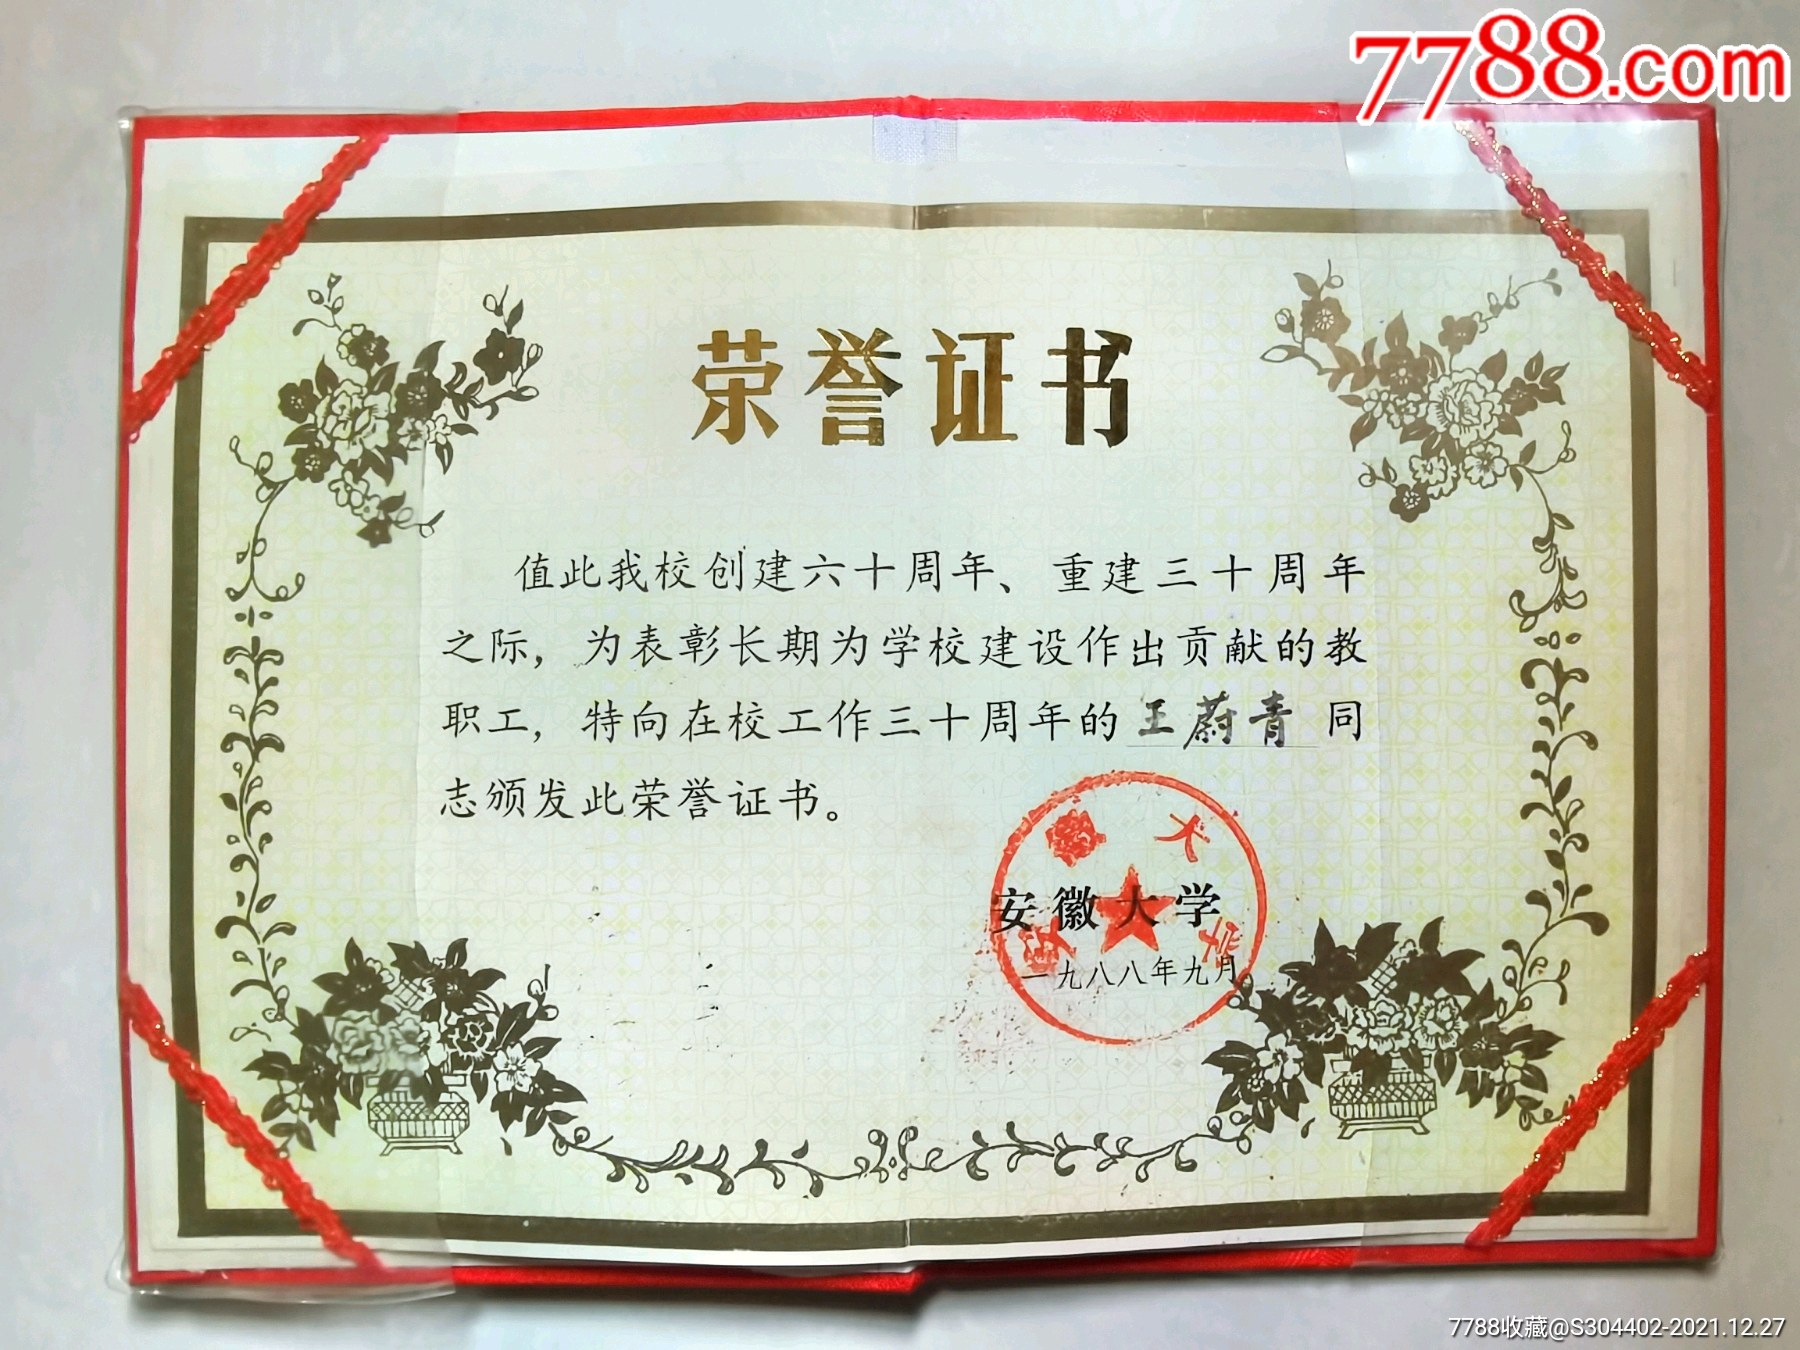 7788.com
荣誉证书
值此我校创建六十周年、重建三十周年
之际，为表彰长期为学校建设作出贡献的教
职工，特向在校工作三十周年的王蔚青同
志颁发此荣誉证书。
安徽大学
安徽大学
一九八八年九月
7788收藏@S304402-2021.12.27